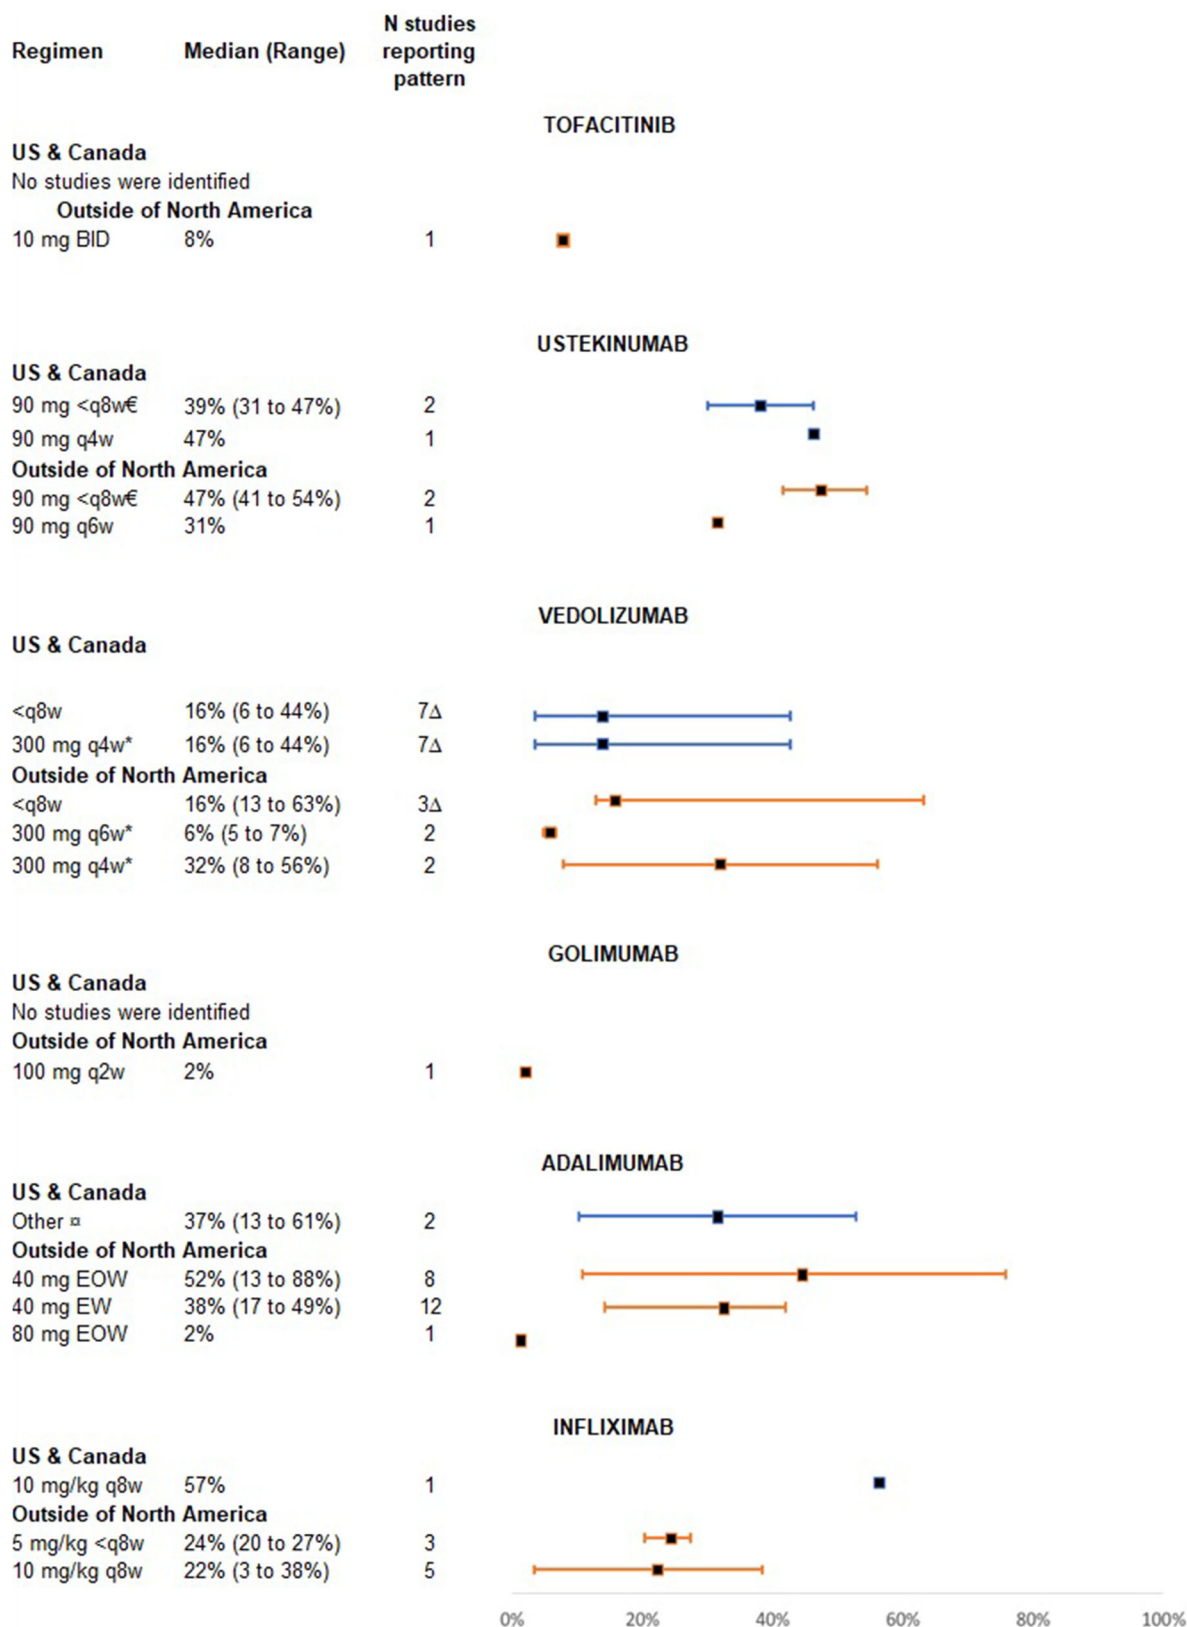 Regimen Median (Range) N studies reporting pattern
TOFACITINIB
US & Canada
No studies were identified
Outside of North America
10 mg BID 8% 1
USTEKINUMAB
US & Canada
90 mg <q8w€ 39% (31 to 47%) 2
90 mg q4w 47% 1
Outside of North America
90 mg <q8w€ 47% (41 to 54%) 2
90 mg q6w 31% 1
VEDOLIZUMAB
US & Canada
<q8w 16% (6 to 44%) 7Δ
300 mg q4w* 16% (6 to 44%) 7Δ
Outside of North America
<q8w 16% (13 to 63%) 3Δ
300 mg q6w* 6% (5 to 7%) 2
300 mg q4w* 32% (8 to 56%) 2
GOLIMUMAB
US & Canada
No studies were identified
Outside of North America
100 mg q2w 2% 1
ADALIMUMAB
US & Canada
Other ¤ 37% (13 to 61%) 2
Outside of North America
40 mg EOW 52% (13 to 88%) 8
40 mg EW 38% (17 to 49%) 12
80 mg EOW 2% 1
INFLIXIMAB
US & Canada
10 mg/kg q8w 57% 1
Outside of North America
5 mg/kg <q8w 24% (20 to 27%) 3
10 mg/kg q8w 22% (3 to 38%) 5
0% 20% 40% 60% 80% 100%